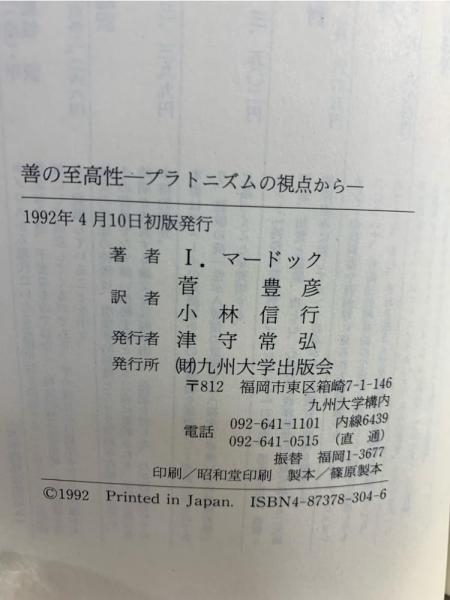 善の至高性―プラトニズムの視点から―
1992年4月10日初版発行
著者 I. マードック
訳者 菅豊彦
小林信行
発行者 津守常弘
発行所 ㈶九州大学出版会
〒812 福岡市東区箱崎7-1-146
九州大学構内
電話 092-641-1101 内線6439
092-641-0515 (直通)
振替 福岡1-3677
印刷/昭和堂印刷 製本/篠原製本
©1992 Printed in Japan. ISBN4-87378-304-6